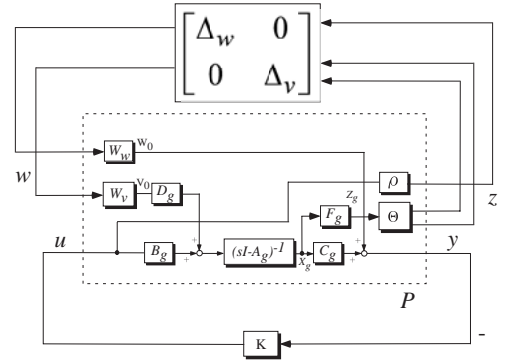 Δw 0
0 Δv
Ww w0
w
Wv v0 Dg
ρ
z
zg
Fg Θ
u
Bg + + (sI-Ag)-1 xg Cg + +
y
P
K
-